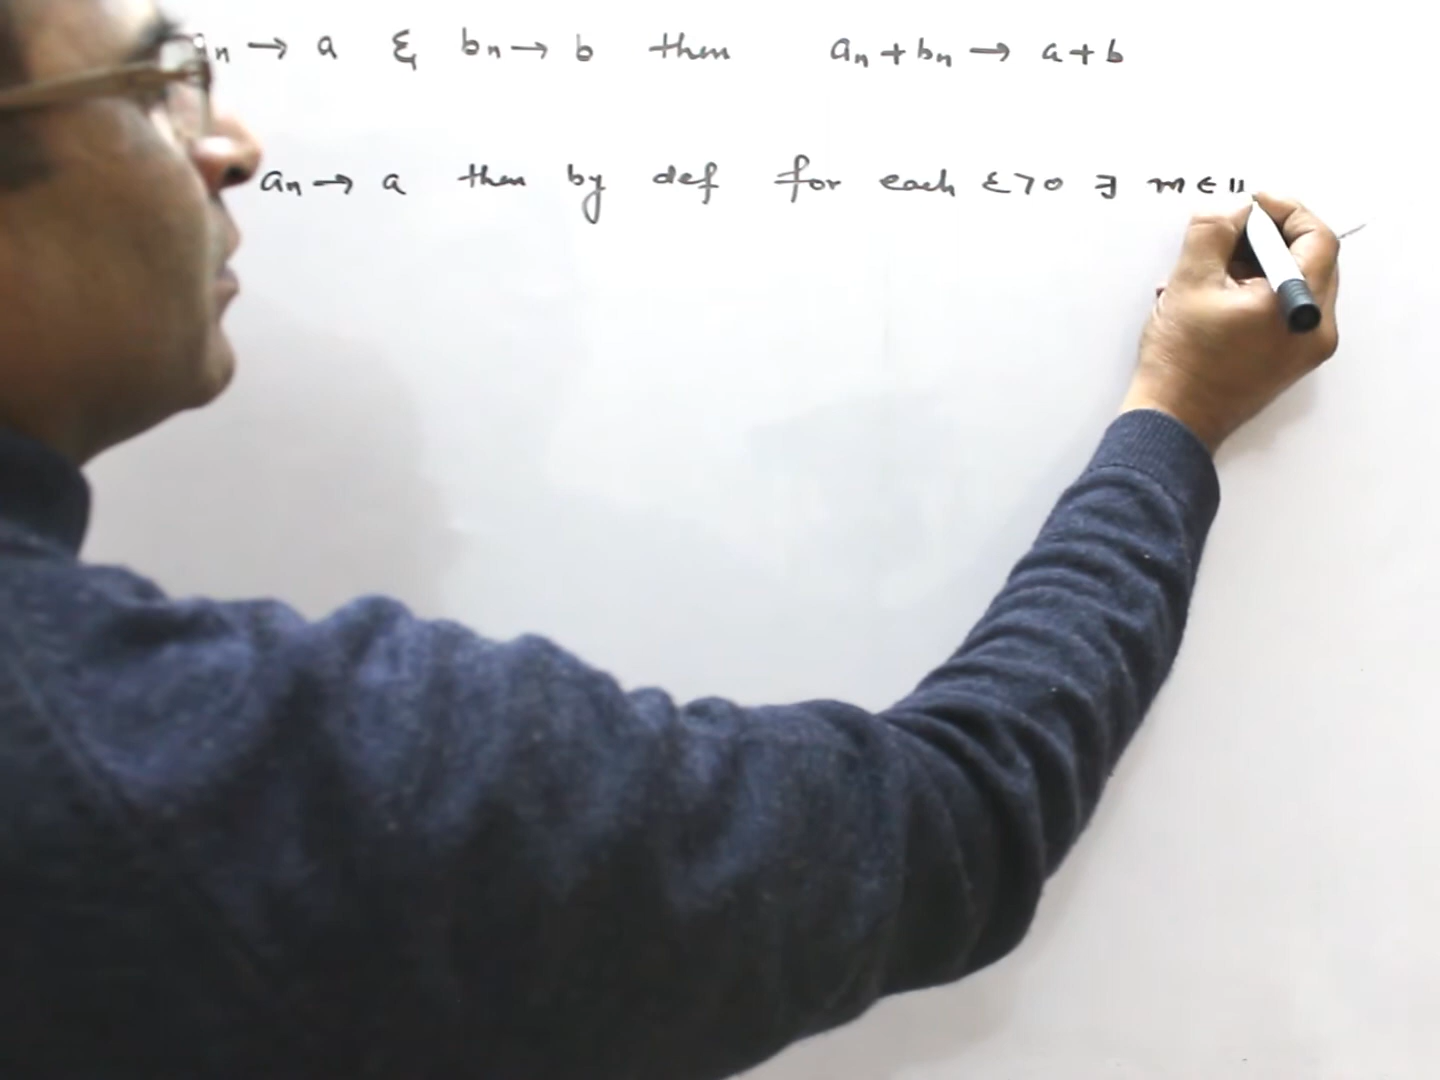 an → a & bn → b then an + bn → a + b
an → a then by def for each ε > 0 ∃ m ∈